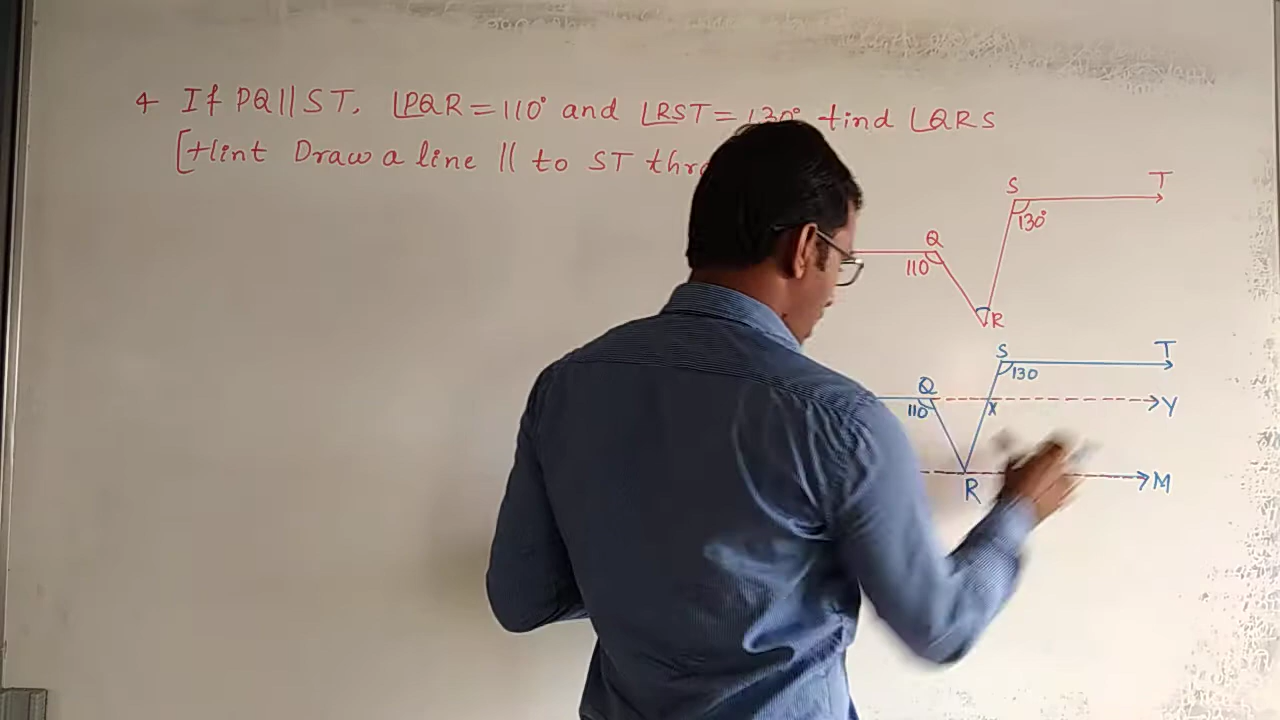 4 If PQ||ST, ∠PQR=110° and ∠RST=130° find ∠QRS
[Hint Draw a line || to ST
S T
130°
Q
110
R
S T
130
Q
110
X Y
R M